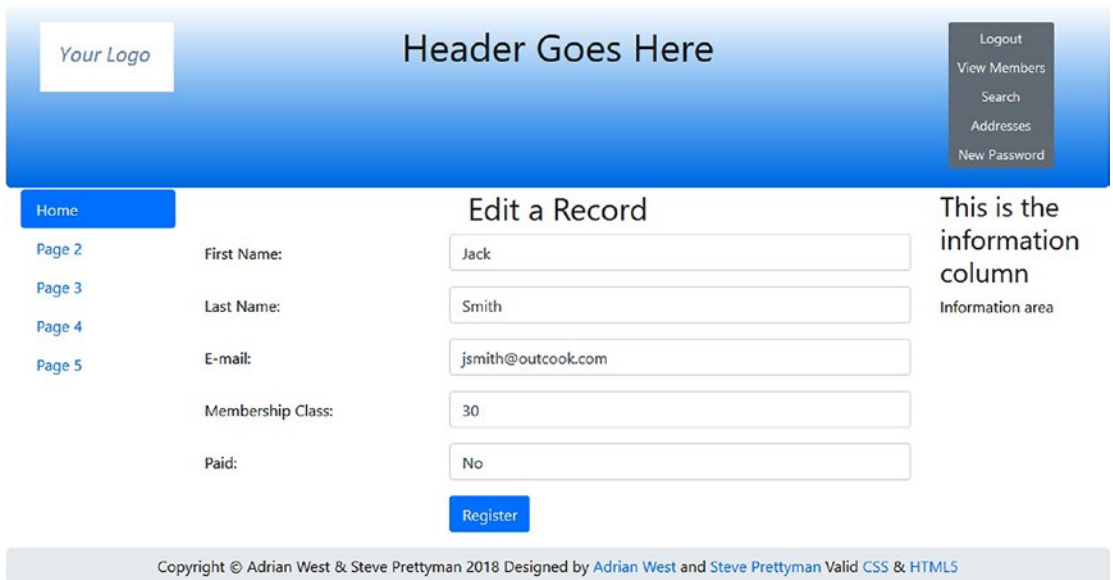 Your Logo
Header Goes Here
Logout
View Members
Search
Addresses
New Password
Home
Page 2
Page 3
Page 4
Page 5
Edit a Record
First Name: Jack
Last Name: Smith
E-mail: jsmith@outcook.com
Membership Class: 30
Paid: No
Register
This is the
information
column
Information area
Copyright © Adrian West & Steve Prettyman 2018 Designed by Adrian West and Steve Prettyman Valid CSS & HTML5